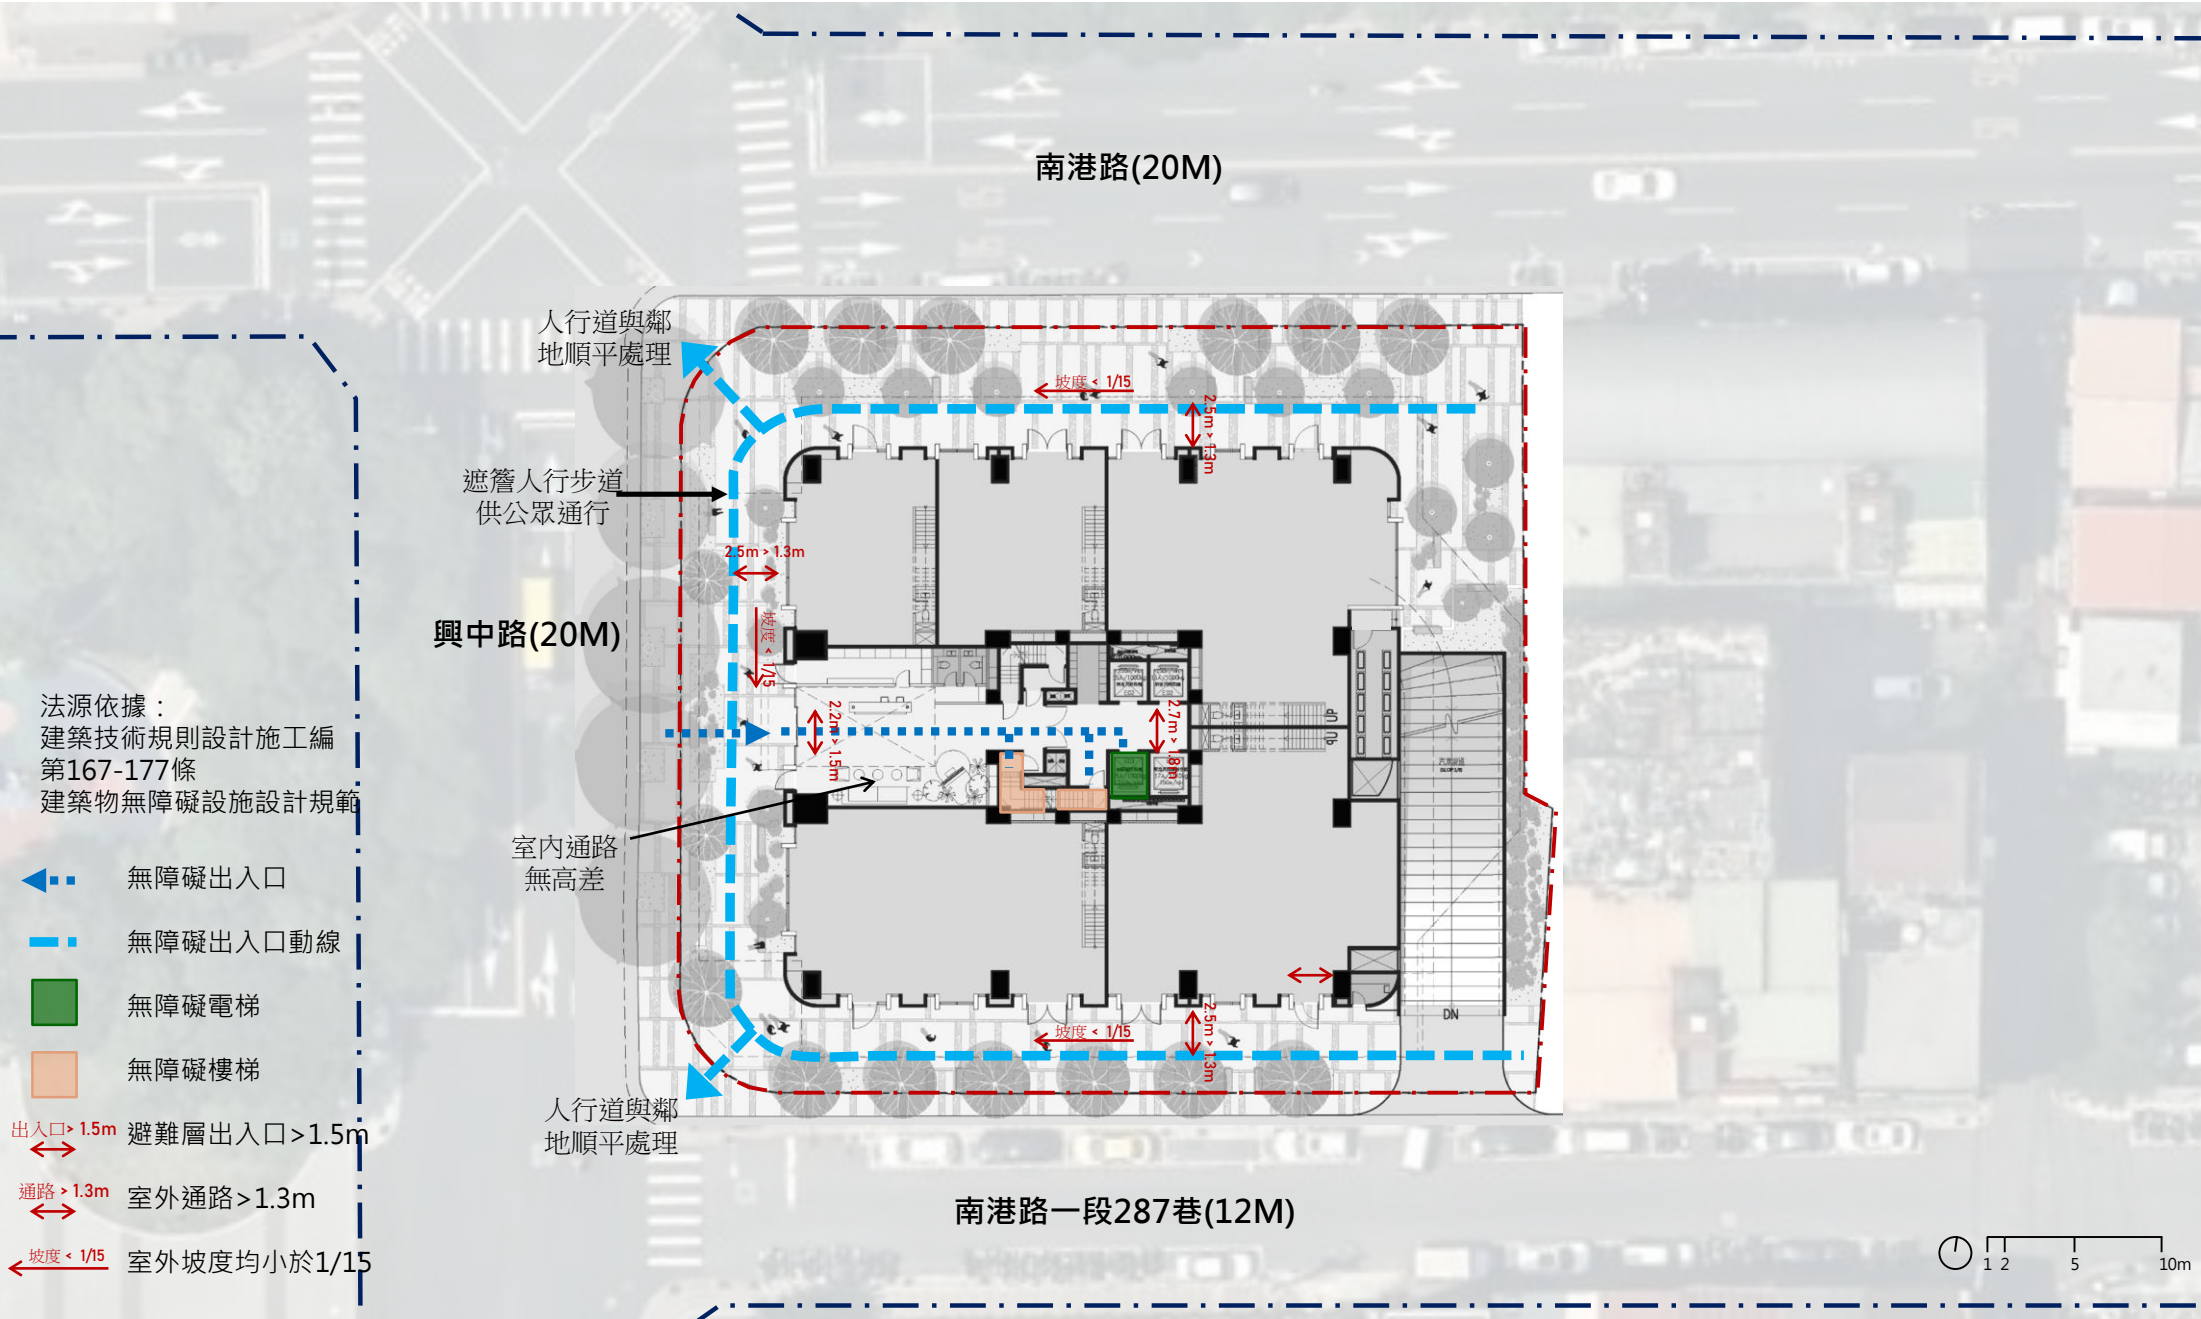 南港路(20M)
人行道與鄰
地順平處理
坡度 < 1/15
2.5m > 1.3m
遮簷人行步道
供公眾通行
2.5m > 1.3m
坡度 < 1/15
興中路(20M)
2.2m > 1.5m
2.7m > 1.8m
UP
UP
法源依據：
建築技術規則設計施工編
第167-177條
建築物無障礙設施設計規範
室內通路
無高差
無障礙出入口
無障礙出入口動線
無障礙電梯
無障礙樓梯
出入口> 1.5m
避難層出入口>1.5m
通路 > 1.3m
室外通路>1.3m
坡度 < 1/15
室外坡度均小於1/15
DN
坡度 < 1/15
2.5m > 1.3m
人行道與鄰
地順平處理
南港路一段287巷(12M)
1 2 5 10m